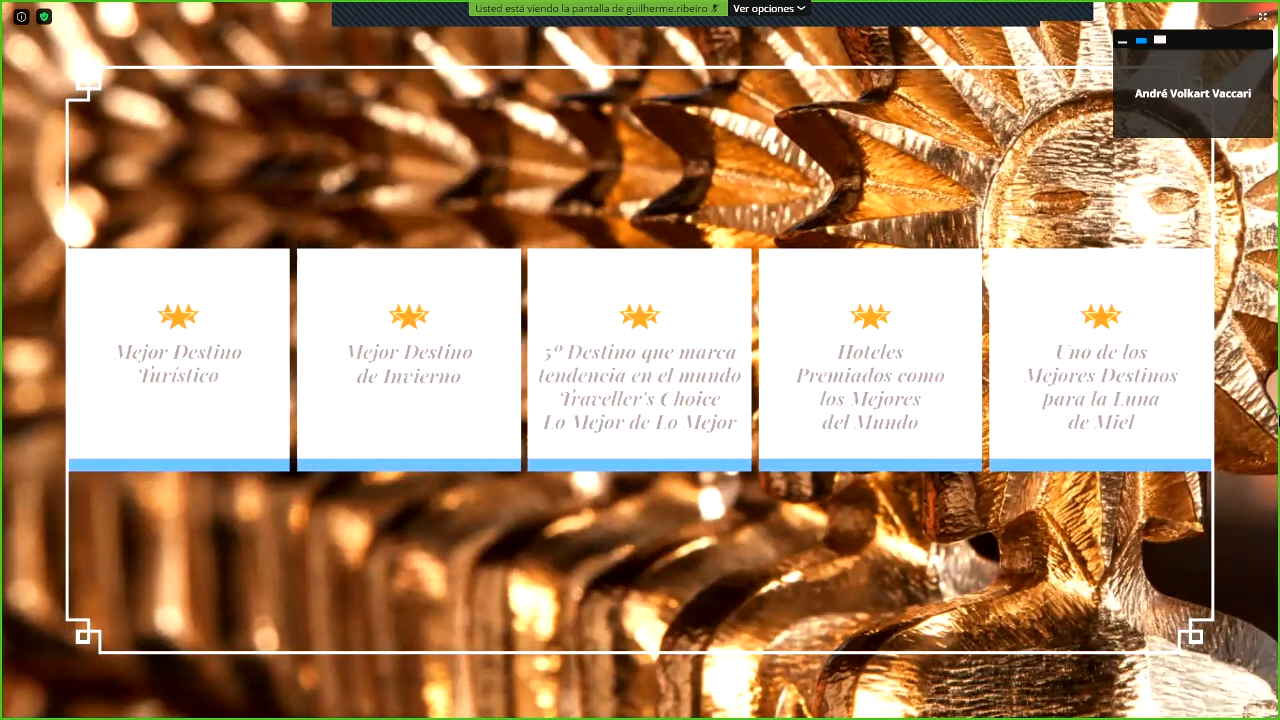 Usted está viendo la pantalla de guilherme.ribeiro
Ver opciones
André Volkart Vaccari
Mejor Destino
Turístico
Mejor Destino
de Invierno
5º Destino que marca
tendencia en el mundo
Traveller's Choice
Lo Mejor de Lo Mejor
Hoteles
Premiados como
los Mejores
del Mundo
Uno de los
Mejores Destinos
para la Luna
de Miel